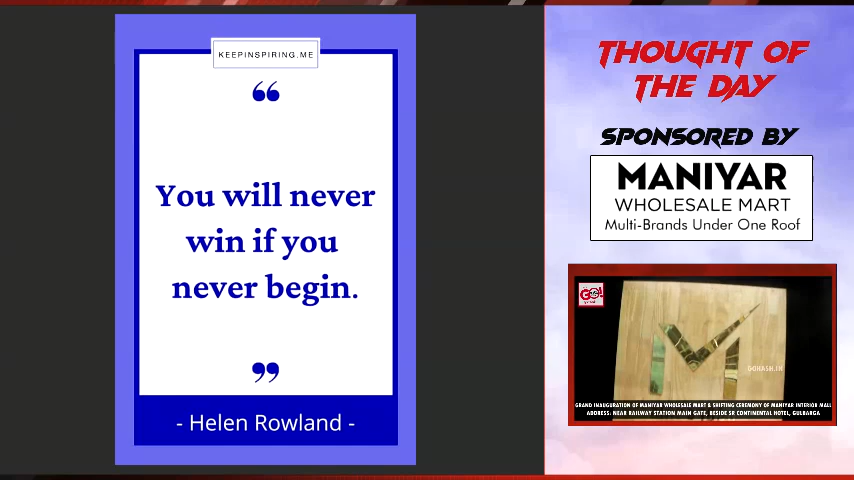 KEEPINSPIRING.ME
❝
You will never
win if you
never begin.
❞
- Helen Rowland -
THOUGHT OF
THE DAY
SPONSORED BY
MANIYAR
WHOLESALE MART
Multi-Brands Under One Roof
GO!
GOKASH.IN
GRAND INAUGURATION OF MANIYAR WHOLESALE MART & SHIFTING CEREMONY OF MANIYAR INTERIOR MALL
ADDRESS: NEAR RAILWAY STATION MAIN GATE, BESIDE SR CONTINENTAL HOTEL, GULBARGA